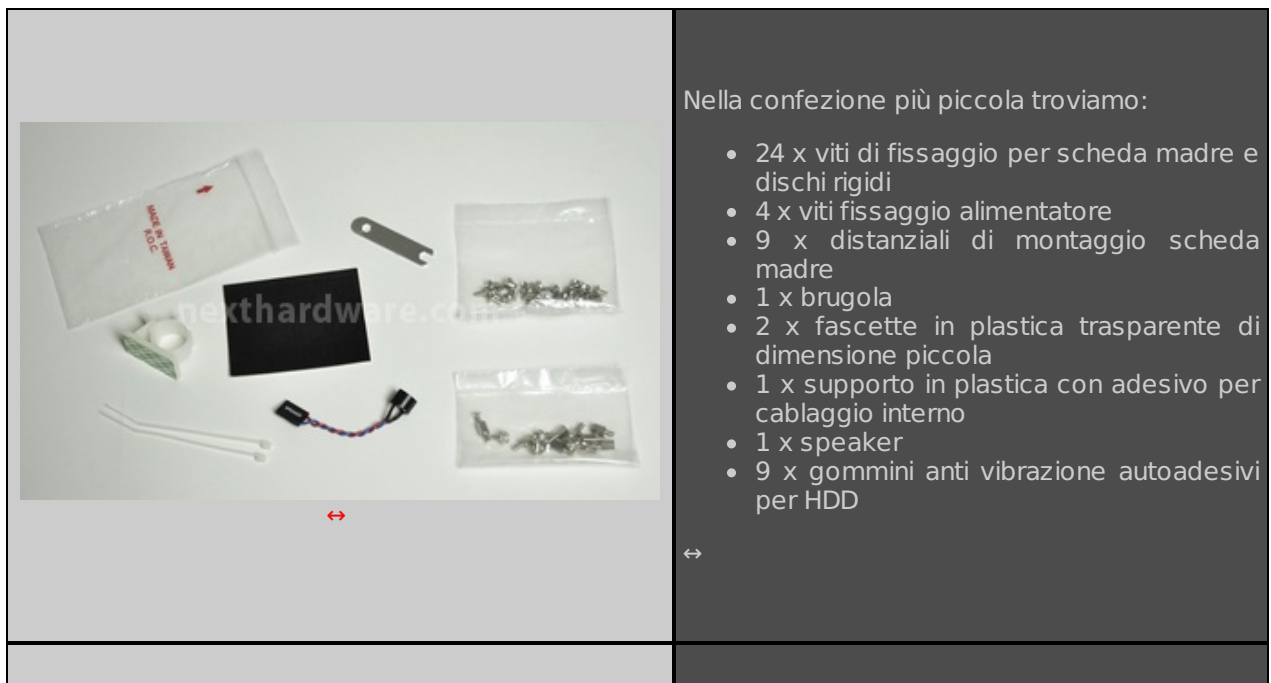 MADE IN TAIWAN
R.O.C.
nexthardware.com
↔
Nella confezione più piccola troviamo:
• 24 x viti di fissaggio per scheda madre e
dischi rigidi
• 4 x viti fissaggio alimentatore
• 9 x distanziali di montaggio scheda
madre
• 1 x brugola
• 2 x fascette in plastica trasparente di
dimensione piccola
• 1 x supporto in plastica con adesivo per
cablaggio interno
• 1 x speaker
• 9 x gommini anti vibrazione autoadesivi
per HDD
↔